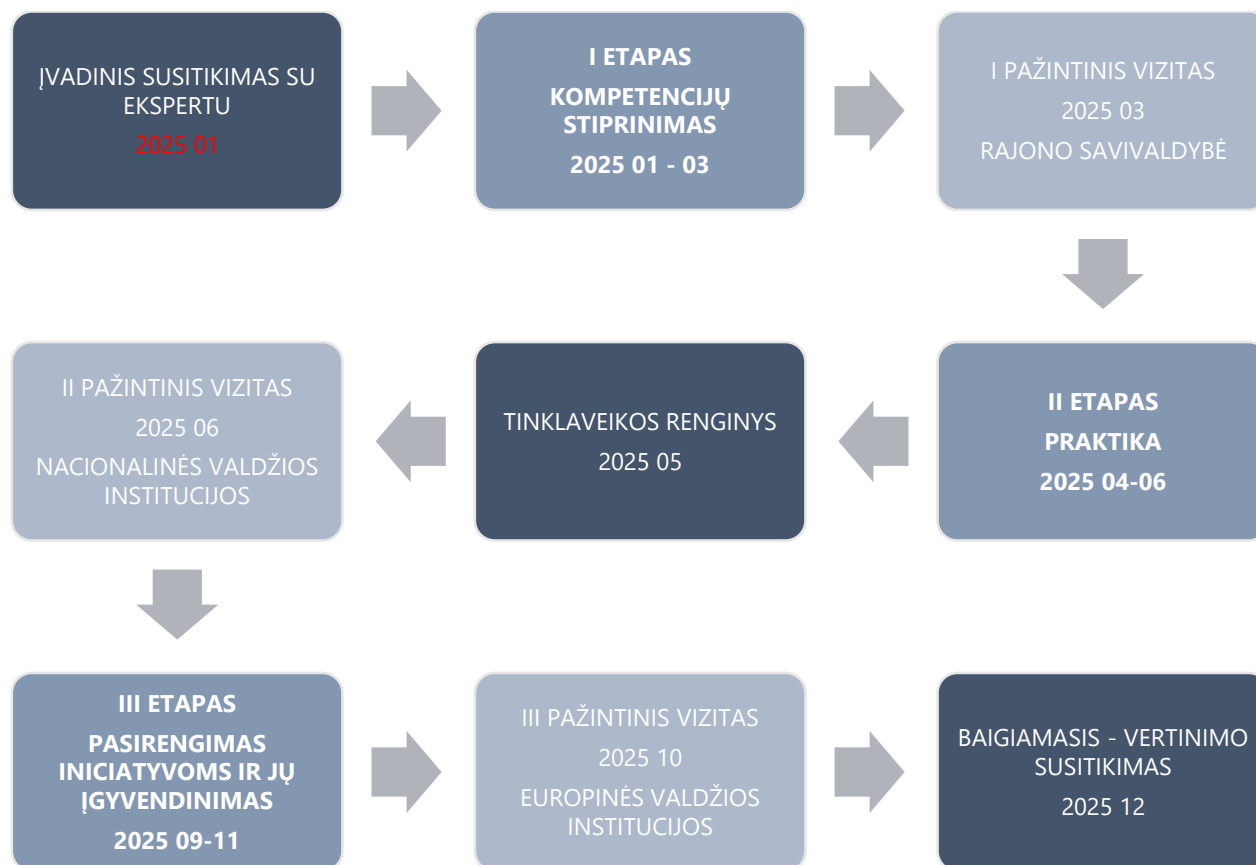 ĮVADINIS SUSITIKIMAS SU
EKSPERTU
2025 01
I ETAPAS
KOMPETENCIJŲ
STIPRINIMAS
2025 01 - 03
I PAŽINTINIS VIZITAS
2025 03
RAJONO SAVIVALDYBĖ
II ETAPAS
PRAKTIKA
2025 04-06
TINKLAVEIKOS RENGINYS
2025 05
II PAŽINTINIS VIZITAS
2025 06
NACIONALINĖS VALDŽIOS
INSTITUCIJOS
III ETAPAS
PASIRENGIMAS
INICIATYVOMS IR JŲ
ĮGYVENDINIMAS
2025 09-11
III PAŽINTINIS VIZITAS
2025 10
EUROPINĖS VALDŽIOS
INSTITUCIJOS
BAIGIAMASIS - VERTINIMO
SUSITIKIMAS
2025 12